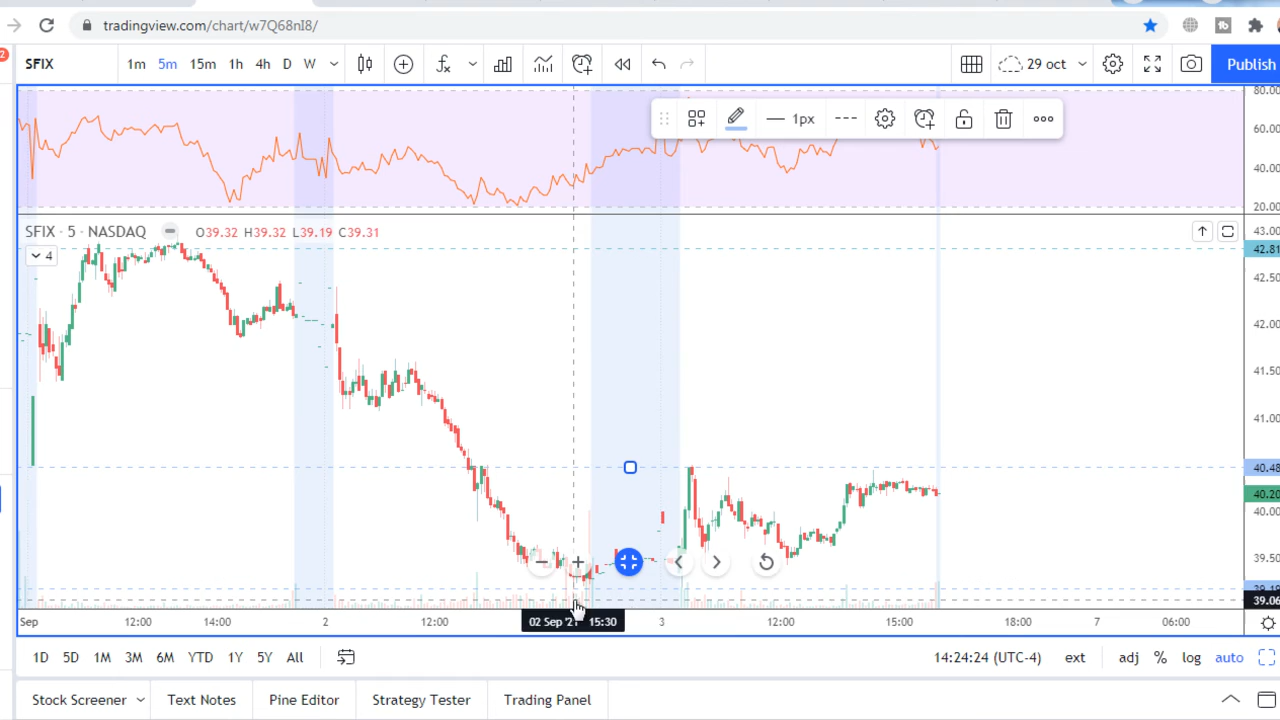 tradingview.com/chart/w7Q68nI8/
2
SFIX 1m 5m 15m 1h 4h D W 29 oct Publish
80.00
1px
60.00
40.00
20.00
SFIX · 5 · NASDAQ O39.32 H39.32 L39.19 C39.31
43.00
4
42.81
42.50
42.00
41.50
41.00
40.48
40.20
40.00
39.50
39.06
Sep 12:00 14:00 2 12:00 02 Sep '21 15:30 3 12:00 15:00 18:00 7 06:00
1D 5D 1M 3M 6M YTD 1Y 5Y All 14:24:24 (UTC-4) ext adj % log auto
Stock Screener Text Notes Pine Editor Strategy Tester Trading Panel